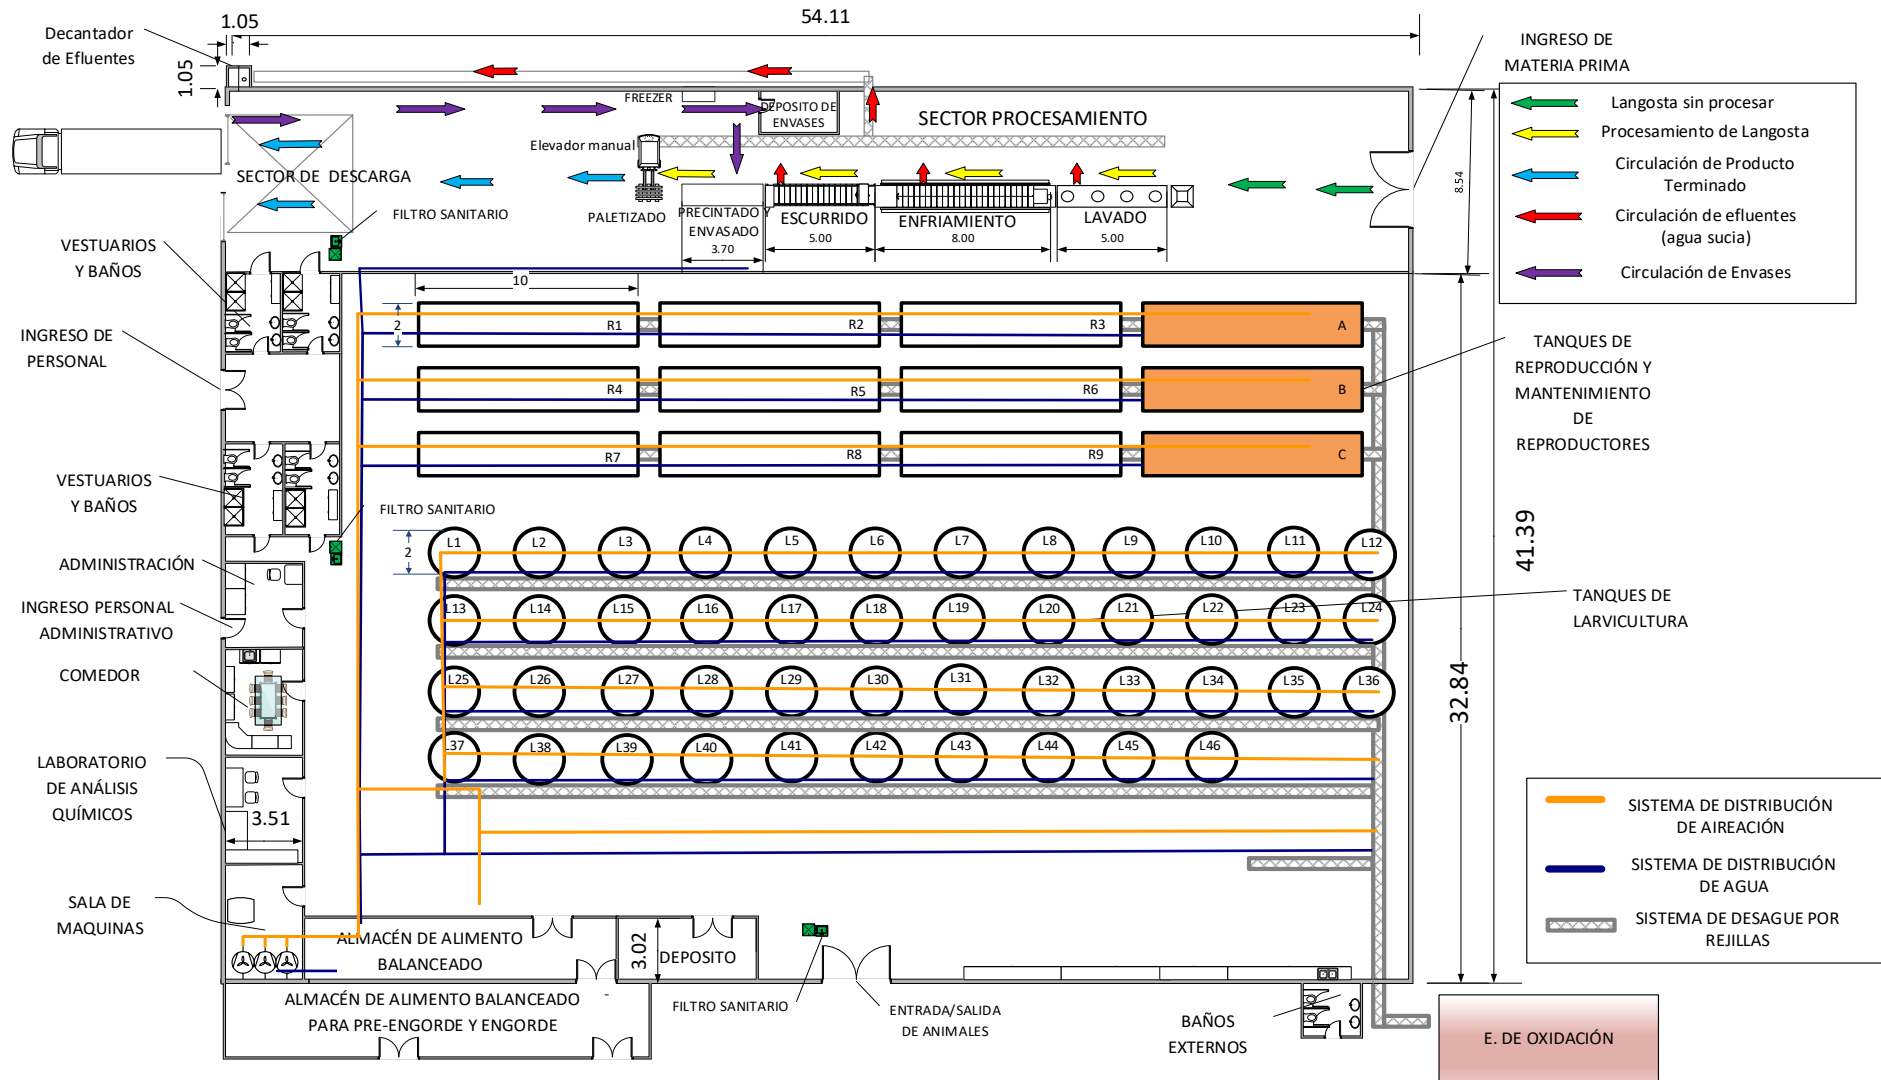 1.05
54.11
Decantador
de Efluentes
1.05
INGRESO DE
MATERIA PRIMA
FREEZER
DEPOSITO DE
ENVASES
SECTOR PROCESAMIENTO
Elevador manual
SECTOR DE DESCARGA
FILTRO SANITARIO
PALETIZADO
PRECINTADO Y
ENVASADO
3.70
ESCURRIDO
5.00
ENFRIAMIENTO
8.00
LAVADO
5.00
8.54
Langosta sin procesar
Procesamiento de Langosta
Circulación de Producto
Terminado
Circulación de efluentes
(agua sucia)
Circulación de Envases
VESTUARIOS
Y BAÑOS
INGRESO DE
PERSONAL
VESTUARIOS
Y BAÑOS
FILTRO SANITARIO
ADMINISTRACIÓN
INGRESO PERSONAL
ADMINISTRATIVO
COMEDOR
LABORATORIO
DE ANÁLISIS
QUÍMICOS
3.51
SALA DE
MAQUINAS
10
2
R1
R2
R3
A
R4
R5
R6
B
R7
R8
R9
C
TANQUES DE
REPRODUCCIÓN Y
MANTENIMIENTO
DE
REPRODUCTORES
2
L1
L2
L3
L4
L5
L6
L7
L8
L9
L10
L11
L12
L13
L14
L15
L16
L17
L18
L19
L20
L21
L22
L23
L24
L25
L26
L27
L28
L29
L30
L31
L32
L33
L34
L35
L36
L37
L38
L39
L40
L41
L42
L43
L44
L45
L46
TANQUES DE
LARVICULTURA
41.39
32.84
SISTEMA DE DISTRIBUCIÓN
DE AIREACIÓN
SISTEMA DE DISTRIBUCIÓN
DE AGUA
SISTEMA DE DESAGUE POR
REJILLAS
ALMACÉN DE ALIMENTO
BALANCEADO
3.02
DEPOSITO
ALMACÉN DE ALIMENTO BALANCEADO -
PARA PRE-ENGORDE Y ENGORDE
FILTRO SANITARIO
ENTRADA/SALIDA
DE ANIMALES
BAÑOS
EXTERNOS
E. DE OXIDACIÓN